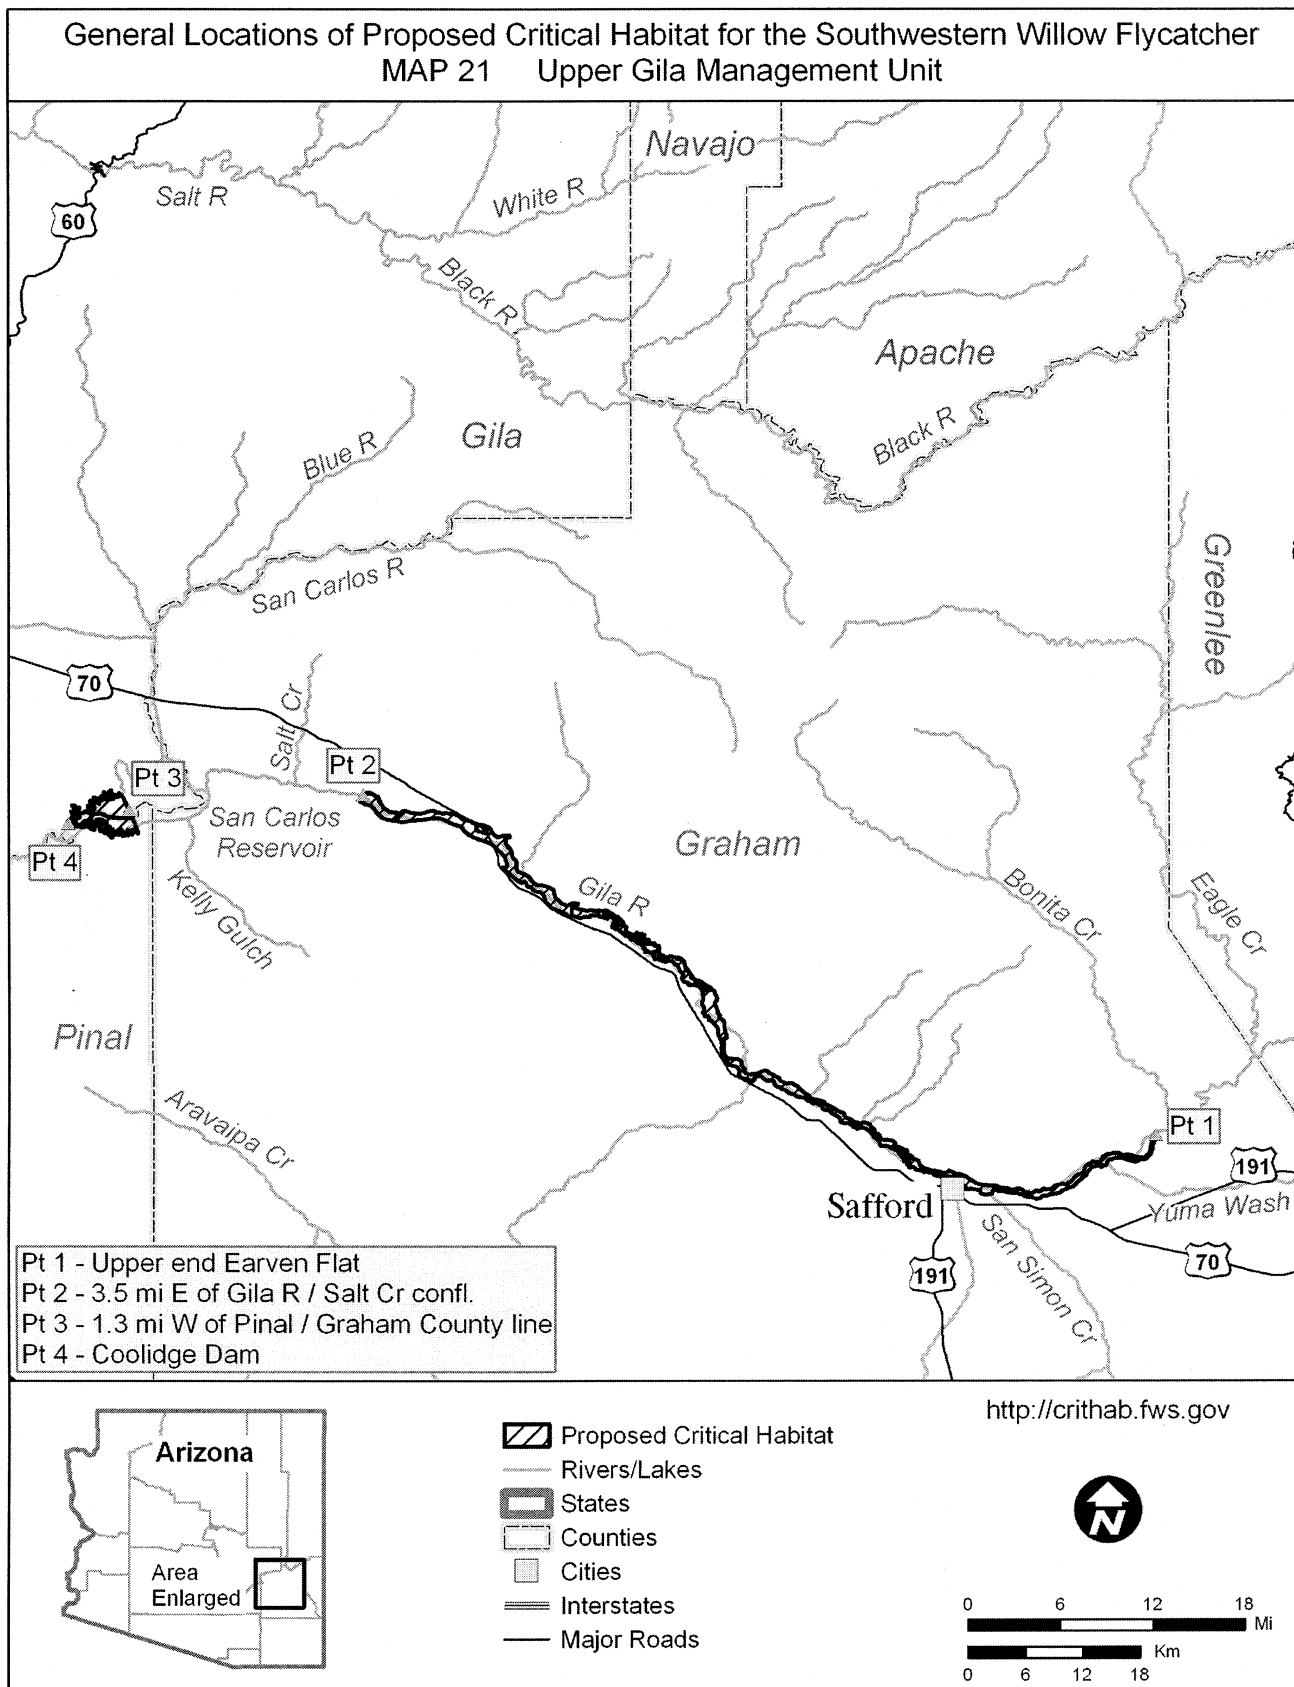 General Locations of Proposed Critical Habitat for the Southwestern Willow Flycatcher
MAP 21 Upper Gila Management Unit
Navajo
Salt R
White R
60
Black R
Apache
Gila
Black R
Blue R
San Carlos R
Greenlee
70
Salt Cr
Pt 2
Pt 3
San Carlos
Reservoir
Graham
Pt 4
Kelly Gulch
Gila R
Bonita Cr
Eagle Cr
Pinal
Aravaipa Cr
Pt 1
191
Safford
Yuma Wash
San Simon Cr
70
191
Pt 1 - Upper end Earven Flat
Pt 2 - 3.5 mi E of Gila R / Salt Cr confl.
Pt 3 - 1.3 mi W of Pinal / Graham County line
Pt 4 - Coolidge Dam
Arizona
Area
Enlarged
Proposed Critical Habitat
Rivers/Lakes
States
Counties
Cities
Interstates
Major Roads
http://crithab.fws.gov
N
0 6 12 18
Mi
Km
0 6 12 18